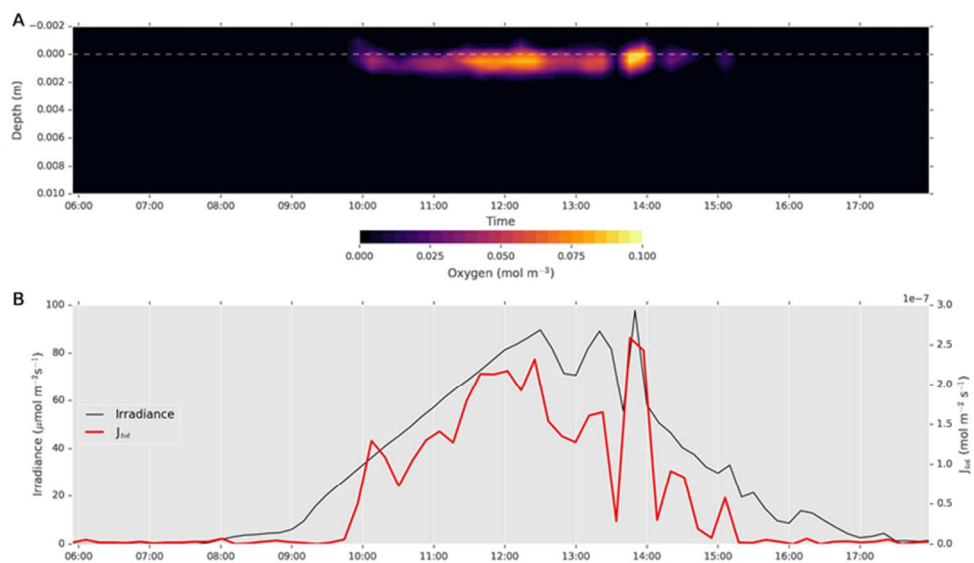 A
−0.002
0.000
0.002
0.004
0.006
0.008
0.010
Depth (m)
06:00 07:00 08:00 09:00 10:00 11:00 12:00 13:00 14:00 15:00 16:00 17:00
Time
0.000 0.025 0.050 0.075 0.100
Oxygen (mol m⁻³)
B
1e−7
100
80
60
40
20
0
Irradiance (μmol m⁻²s⁻¹)
Irradiance
J_tot
3.0
2.5
2.0
1.5
1.0
0.5
0.0
J_tot (mol m⁻² s⁻¹)
06:00 07:00 08:00 09:00 10:00 11:00 12:00 13:00 14:00 15:00 16:00 17:00